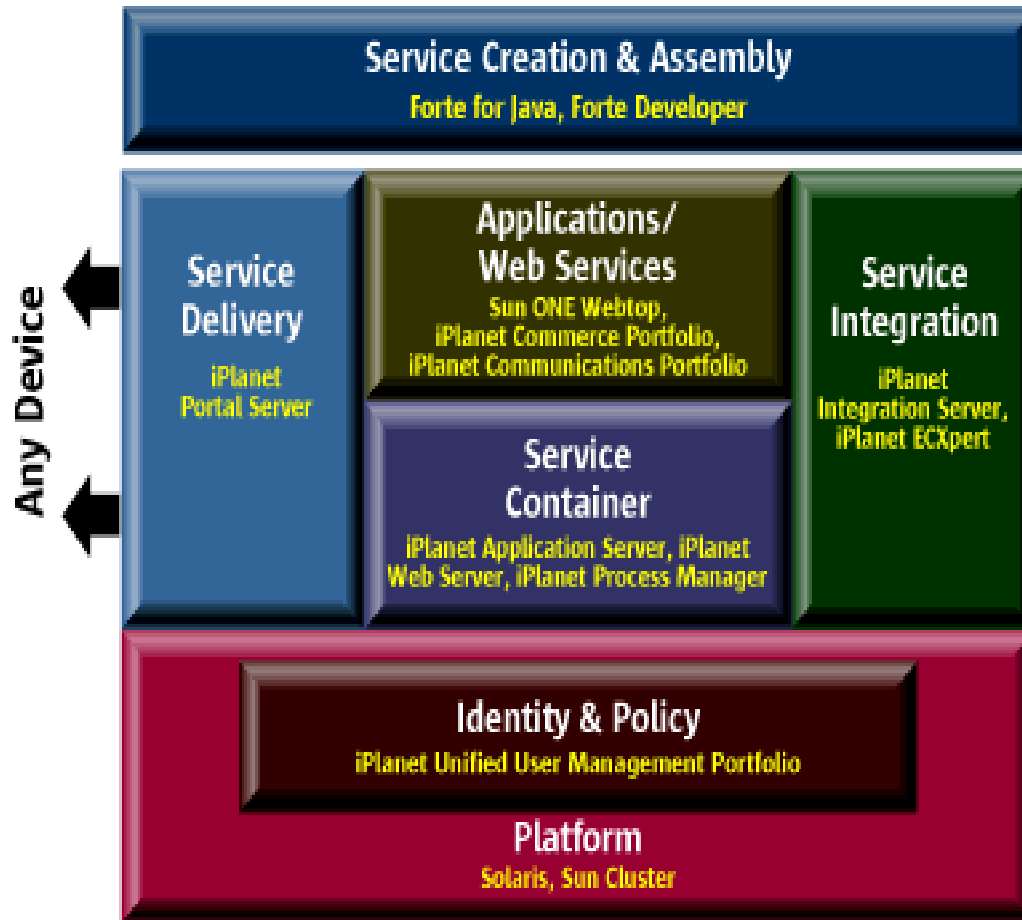 Service Creation & Assembly
Forte for Java, Forte Developer
Any Device
Service
Delivery
iPlanet
Portal Server
Applications/
Web Services
Sun ONE Webtop,
iPlanet Commerce Portfolio,
iPlanet Communications Portfolio
Service
Container
iPlanet Application Server, iPlanet
Web Server, iPlanet Process Manager
Service
Integration
iPlanet
Integration Server,
iPlanet ECXpert
Identity & Policy
iPlanet Unified User Management Portfolio
Platform
Solaris, Sun Cluster